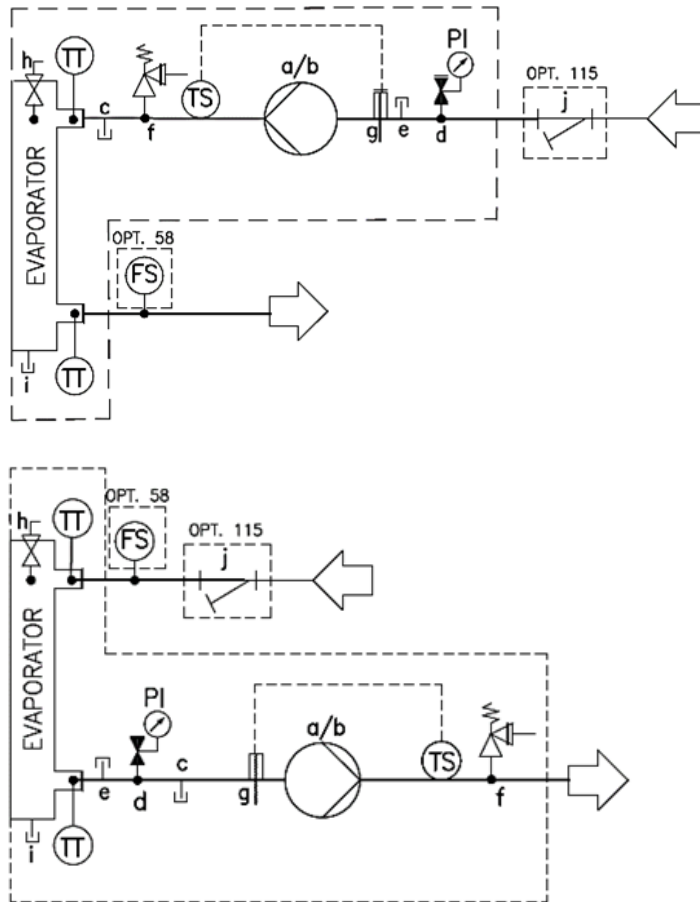 h
TT
c
f
TS
a/b
g
e
PI
d
OPT. 115
j
EVAPORATOR
OPT. 58
FS
i
TT
h
TT
OPT. 58
FS
OPT. 115
j
EVAPORATOR
PI
e
d
c
g
a/b
TS
f
i
TT